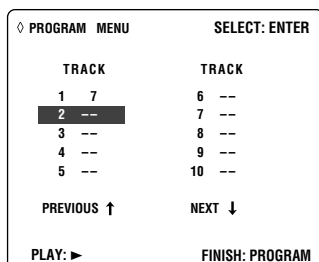 ◊ PROGRAM MENU SELECT: ENTER
TRACK TRACK
1 7 6 --
2 -- 7 --
3 -- 8 --
4 -- 9 --
5 -- 10 --
PREVIOUS ↑ NEXT ↓
PLAY: ► FINISH: PROGRAM